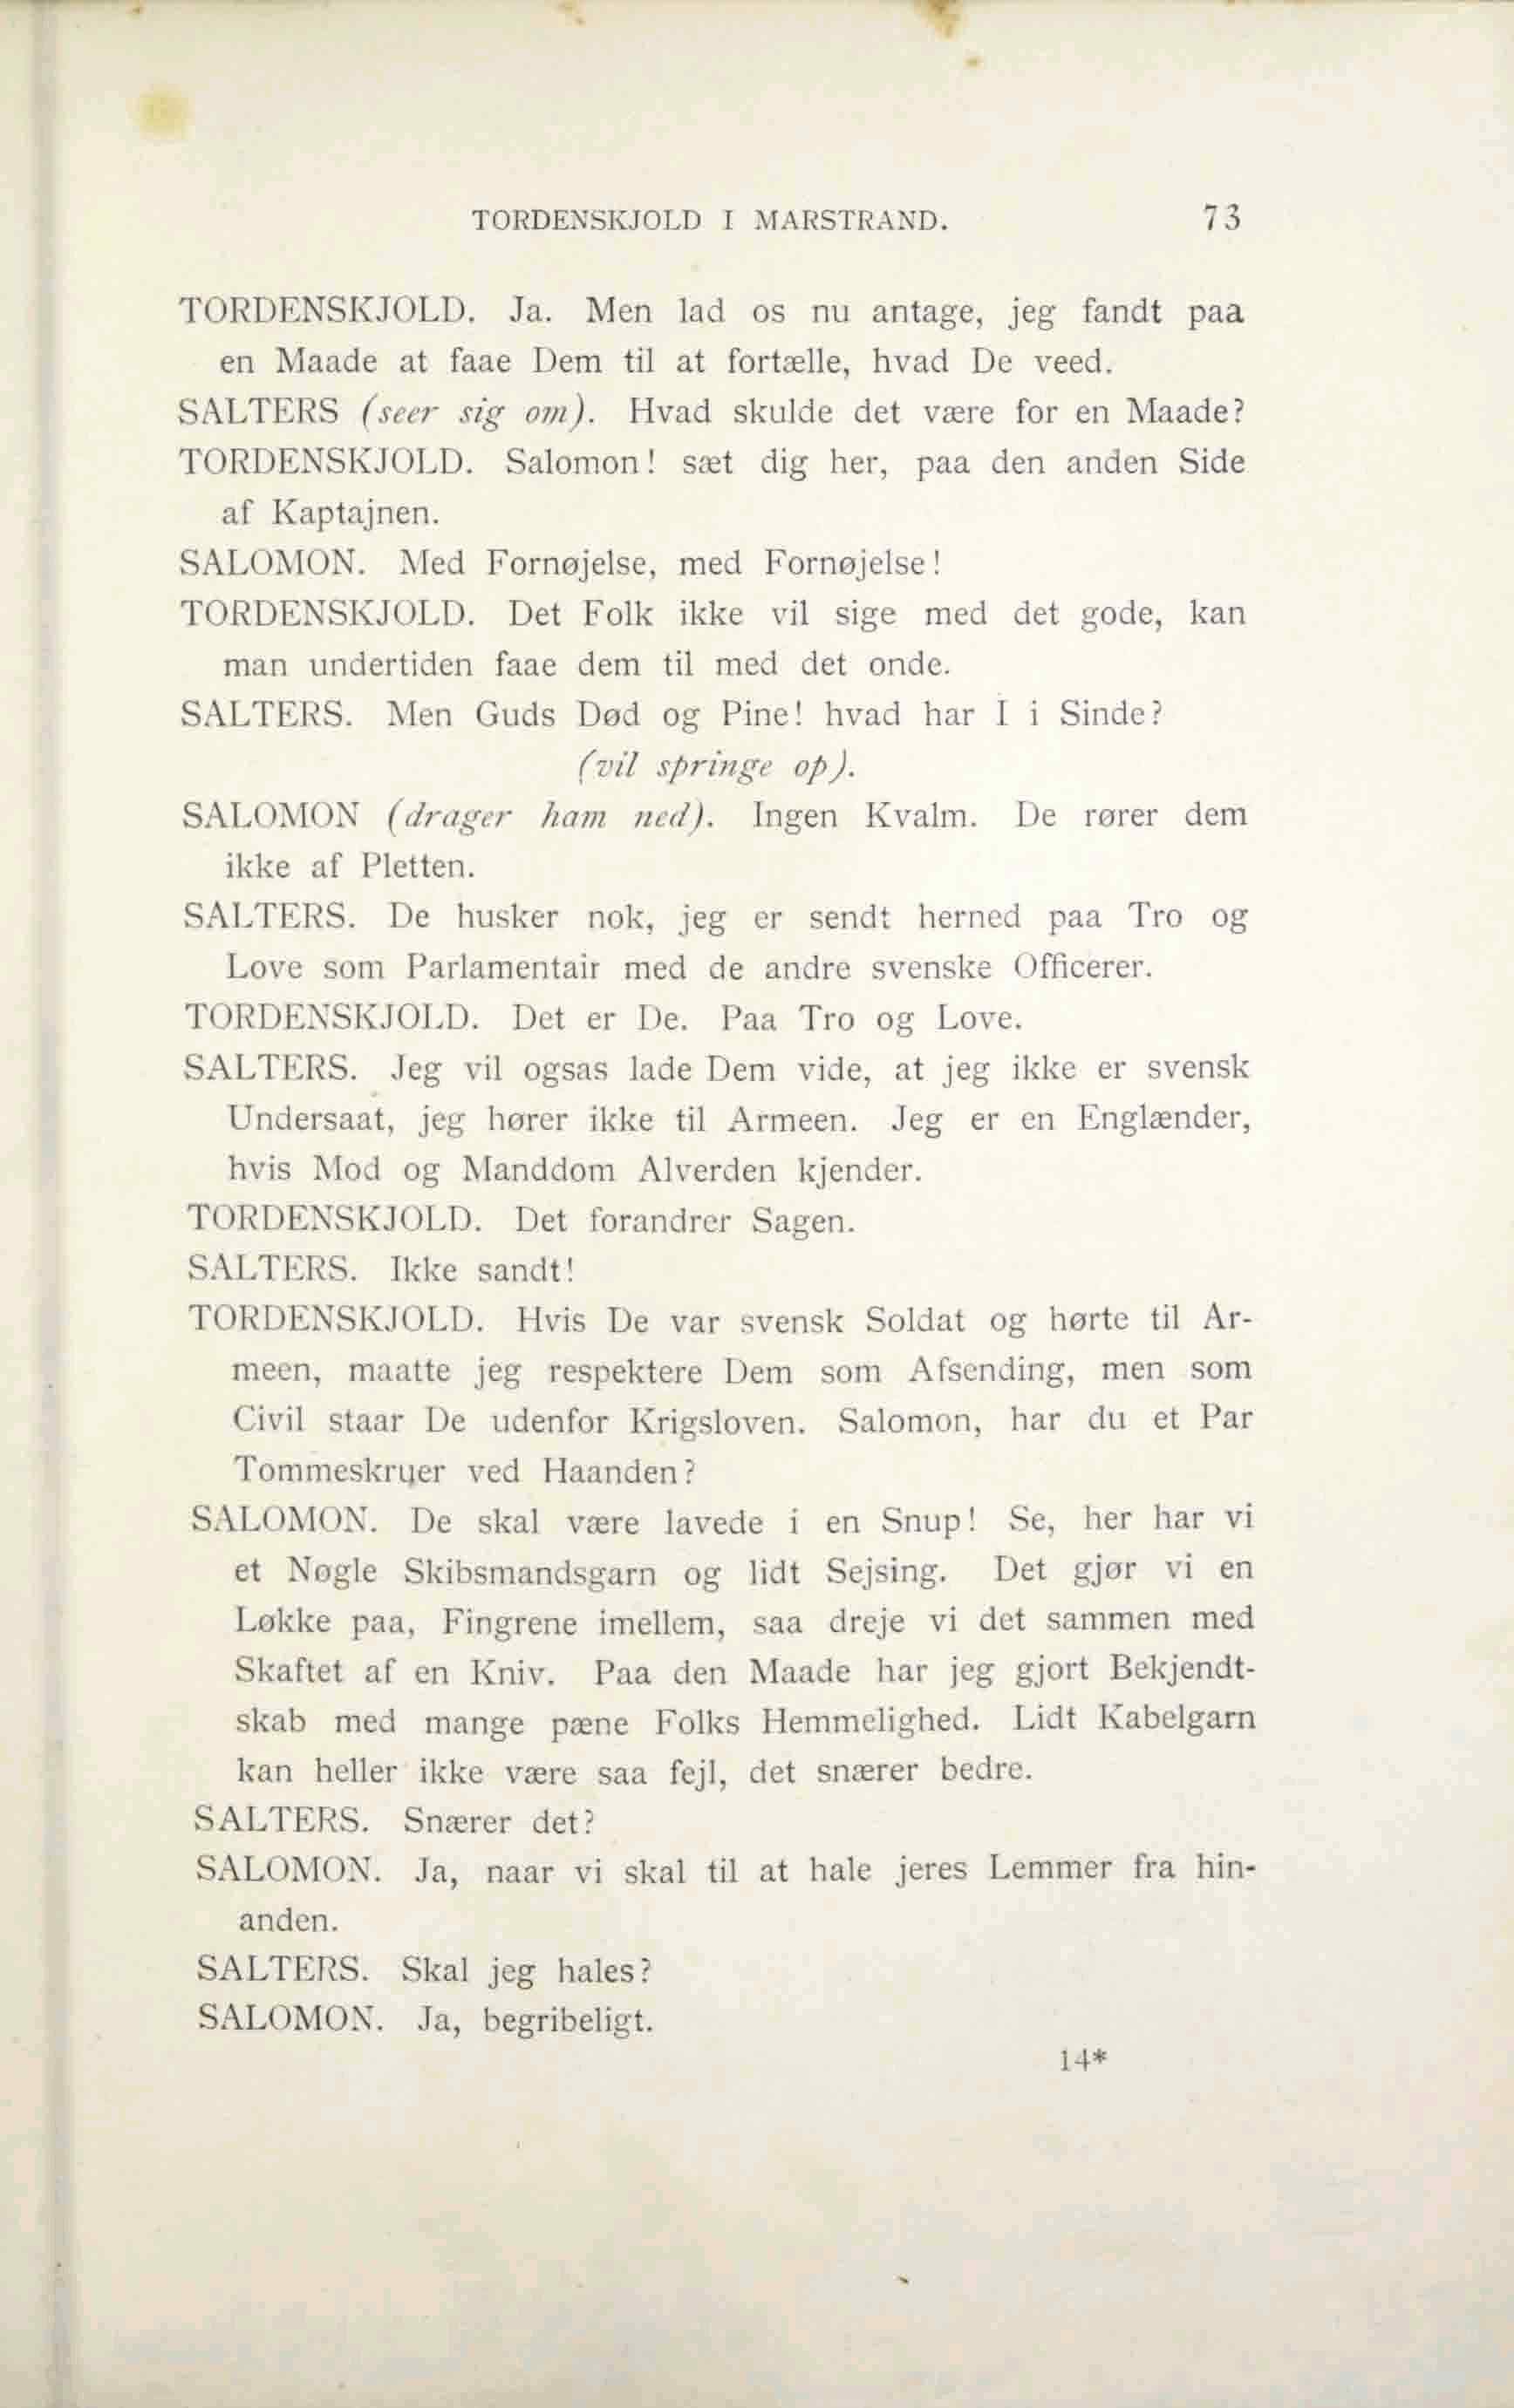 TORDENSKJOLD I MARSTRAND. 73
TORDENSKJOLD. Ja. Men lad os nu antage, jeg fandt paa
en Maade at faae Dem til at fortælle, hvad De veed.
SALTERS (seer sig om). Hvad skulde det være for en Maade?
TORDENSKJOLD. Salomon! sæt dig her, paa den anden Side
af Kaptajnen.
SALOMON. Med Fornøjelse, med Fornøjelse!
TORDENSKJOLD. Det Folk ikke vil sige med det gode, kan
man undertiden faae dem til med det onde.
SALTERS. Men Guds Død og Pine! hvad har I i Sinde?
(vil springe op).
SALOMON (drager ham ned). Ingen Kvalm. De rører dem
ikke af Pletten.
SALTERS. De husker nok, jeg er sendt herned paa Tro og
Love som Parlamentair med de andre svenske Officerer.
TORDENSKJOLD. Det er De. Paa Tro og Love.
SALTERS. Jeg vil ogsas lade Dem vide, at jeg ikke er svensk
Undersaat, jeg hører ikke til Armeen. Jeg er en Englænder,
hvis Mod og Manddom Alverden kjender.
TORDENSKJOLD. Det forandrer Sagen.
SALTERS. Ikke sandt!
TORDENSKJOLD. Hvis De var svensk Soldat og hørte til Ar-
meen, maatte jeg respektere Dem som Afsending, men som
Civil staar De udenfor Krigsloven. Salomon, har du et Par
Tommeskruer ved Haanden?
SALOMON. De skal være lavede i en Snup! Se, her har vi
et Nøgle Skibsmandsgarn og lidt Sejsing. Det gjør vi en
Løkke paa, Fingrene imellem, saa dreje vi det sammen med
Skaftet af en Kniv. Paa den Maade har jeg gjort Bekjendt-
skab med mange pæne Folks Hemmelighed. Lidt Kabelgarn
kan heller ikke være saa fejl, det snærer bedre.
SALTERS. Snærer det?
SALOMON. Ja, naar vi skal til at hale jeres Lemmer fra hin-
anden.
SALTERS. Skal jeg hales?
SALOMON. Ja, begribeligt.
14*